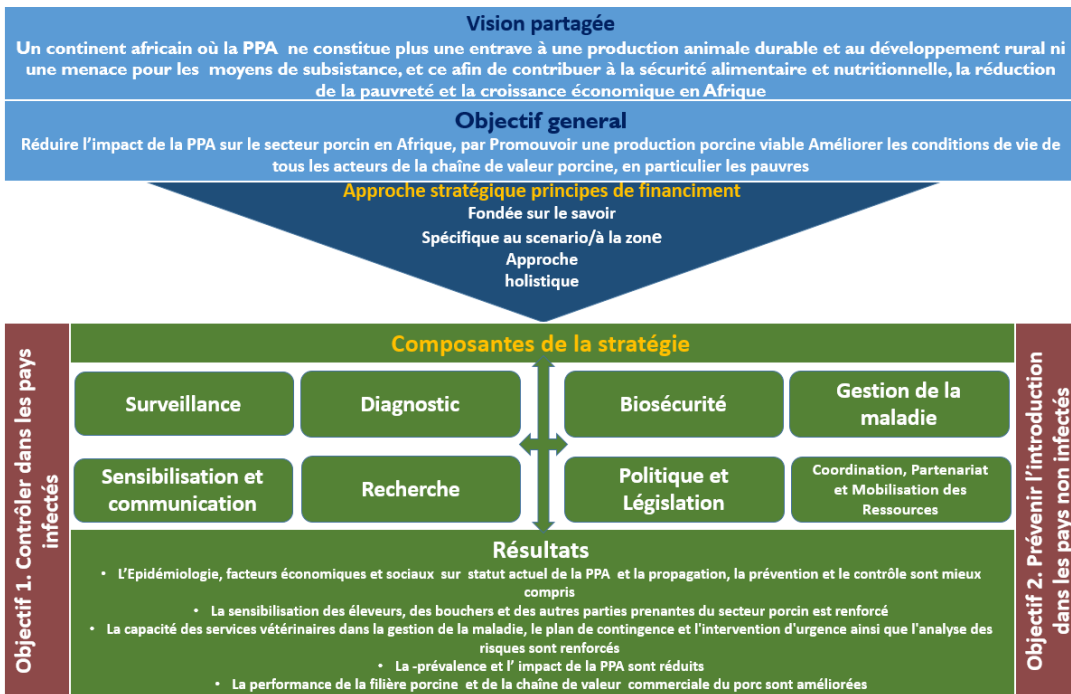 Vision partagée
Un continent africain où la PPA ne constitue plus une entrave à une production animale durable et au développement rural ni
une menace pour les moyens de subsistance, et ce afin de contribuer à la sécurité alimentaire et nutritionnelle, la réduction
de la pauvreté et la croissance économique en Afrique
Objectif general
Réduire l'impact de la PPA sur le secteur porcin en Afrique, par Promouvoir une production porcine viable Améliorer les conditions de vie de
tous les acteurs de la chaîne de valeur porcine, en particulier les pauvres
Approche stratégique principes de financiment
Fondée sur le savoir
Spécifique au scenario/à la zone
Approche
holistique
Objectif 1. Contrôler dans les pays
infectés
Composantes de la stratégie
Surveillance
Diagnostic
Biosécurité
Gestion de la
maladie
Sensibilisation et
communication
Recherche
Politique et
Législation
Coordination, Partenariat
et Mobilisation des
Ressources
Résultats
• L'Epidémiologie, facteurs économiques et sociaux sur statut actuel de la PPA et la propagation, la prévention et le contrôle sont mieux
compris
• La sensibilisation des éleveurs, des bouchers et des autres parties prenantes du secteur porcin est renforcé
• La capacité des services vétérinaires dans la gestion de la maladie, le plan de contingence et l'intervention d'urgence ainsi que l'analyse des
risques sont renforcés
• La -prévalence et l' impact de la PPA sont réduits
• La performance de la filière porcine et de la chaîne de valeur commerciale du porc sont améliorées
Objectif 2. Prévenir l'introduction
dans les pays non infectés